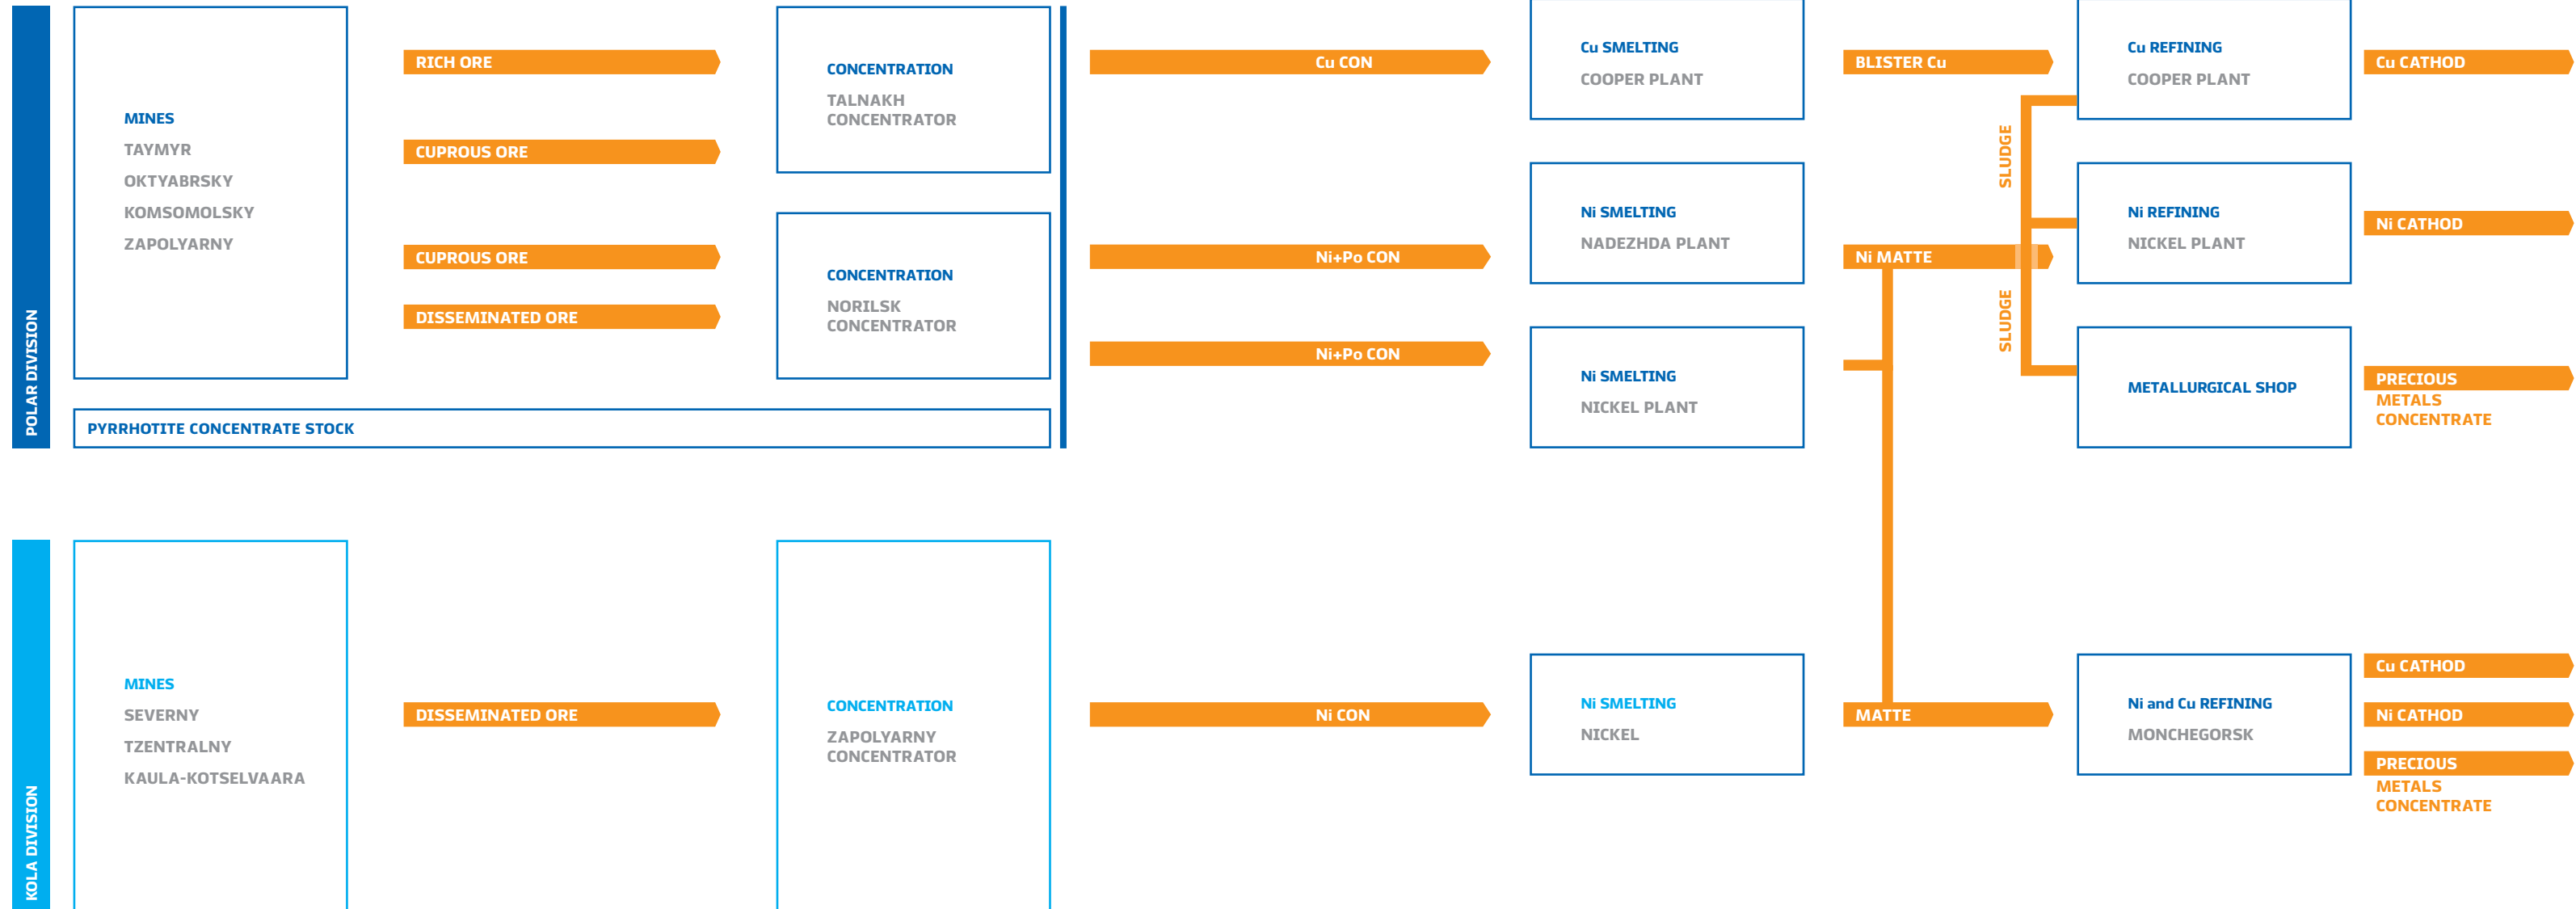 POLAR DIVISION
MINES
TAYMYR
OKTYABRSKY
KOMSOMOLSKY
ZAPOLYARNY
RICH ORE
CUPROUS ORE
CUPROUS ORE
DISSEMINATED ORE
CONCENTRATION
TALNAKH
CONCENTRATOR
CONCENTRATION
NORILSK
CONCENTRATOR
PYRRHOTITE CONCENTRATE STOCK
Cu CON
Ni+Po CON
Ni+Po CON
Cu SMELTING
COOPER PLANT
Ni SMELTING
NADEZHDA PLANT
Ni SMELTING
NICKEL PLANT
BLISTER Cu
Ni MATTE
SLUDGE
SLUDGE
Cu REFINING
COOPER PLANT
Ni REFINING
NICKEL PLANT
METALLURGICAL SHOP
Cu CATHOD
Ni CATHOD
PRECIOUS
METALS
CONCENTRATE
KOLA DIVISION
MINES
SEVERNY
TZENTRALNY
KAULA-KOTSELVAARA
DISSEMINATED ORE
CONCENTRATION
ZAPOLYARNY
CONCENTRATOR
Ni CON
Ni SMELTING
NICKEL
MATTE
Ni and Cu REFINING
MONCHEGORSK
Cu CATHOD
Ni CATHOD
PRECIOUS
METALS
CONCENTRATE